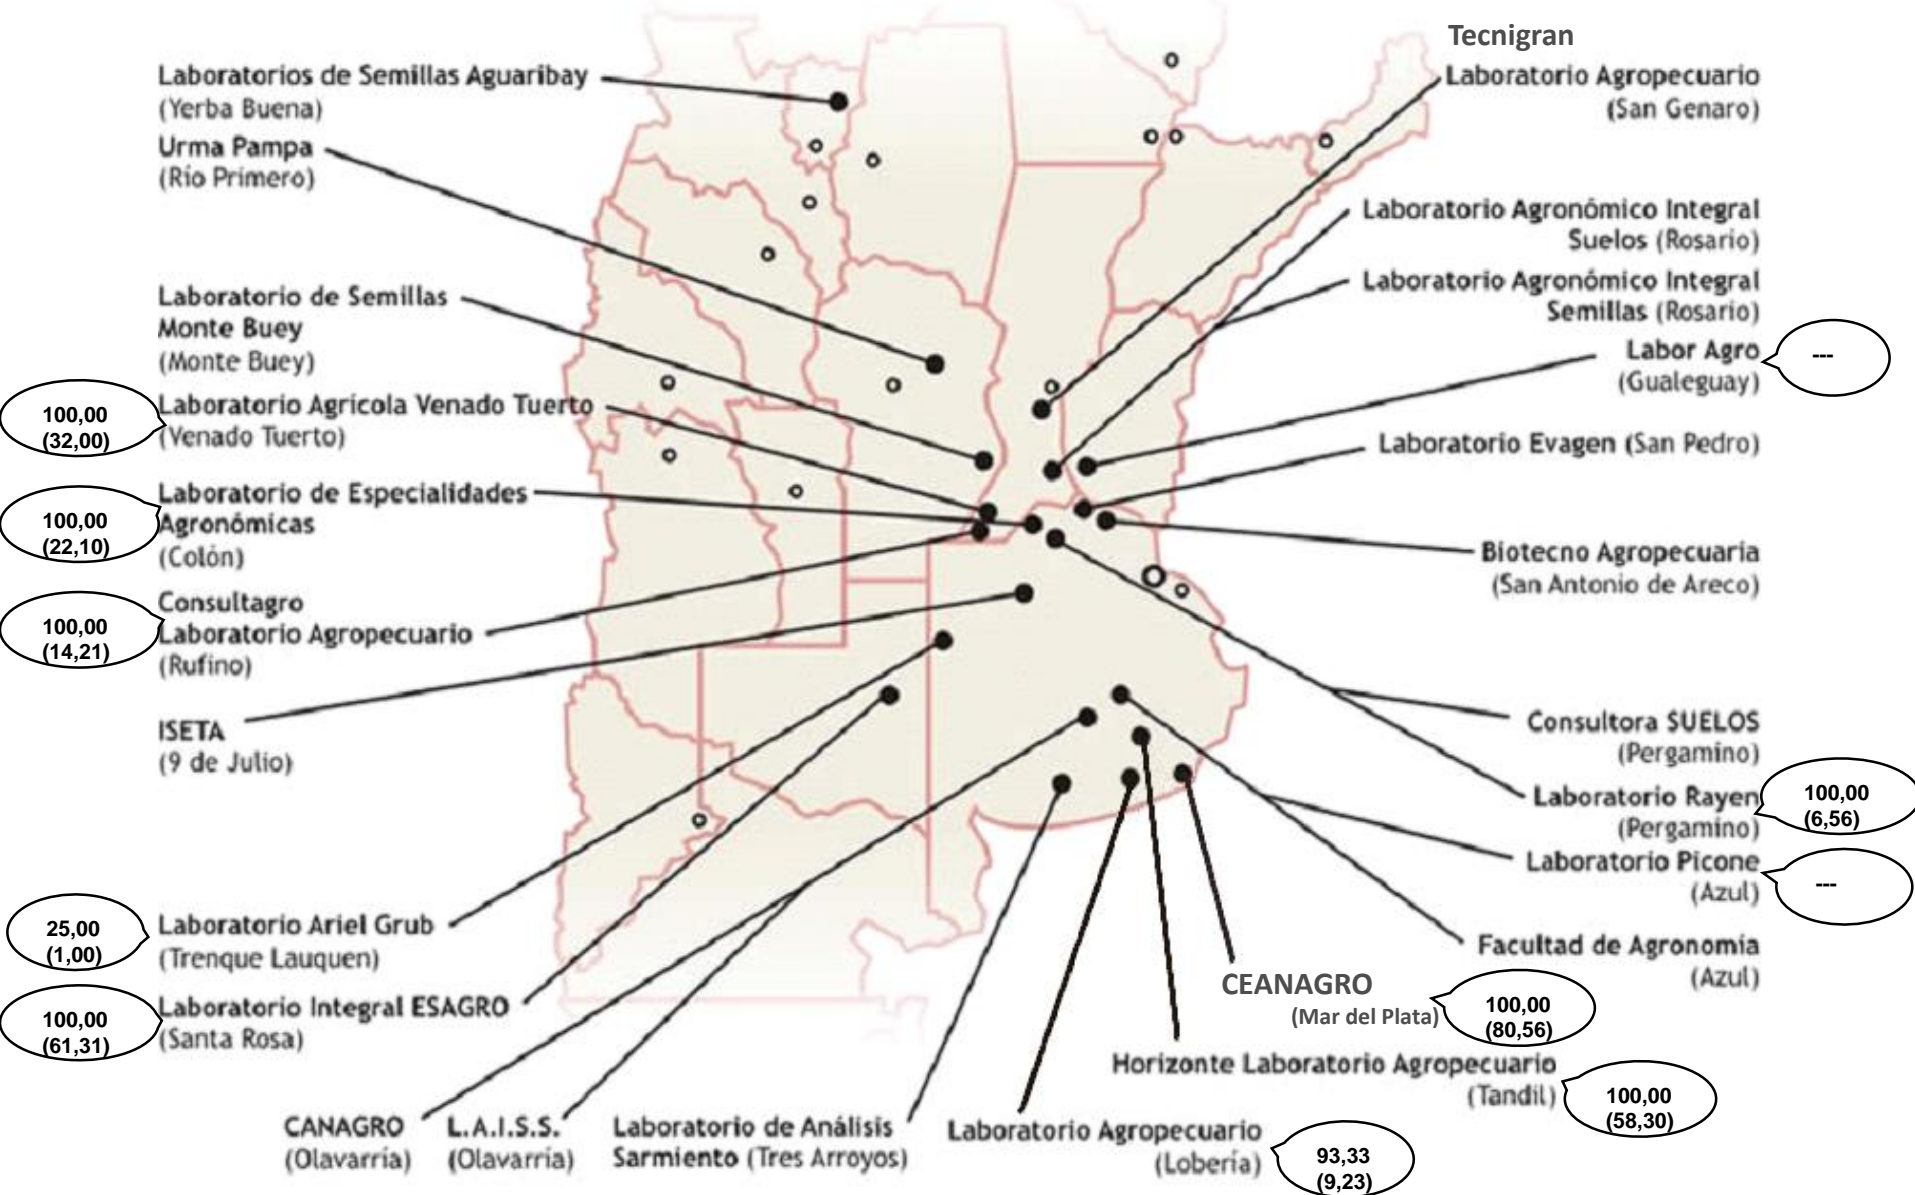 Laboratorios de Semillas Aguaribay
(Yerba Buena)
Urma Pampa
(Río Primero)
Laboratorio de Semillas
Monte Buey
(Monte Buey)
Laboratorio Agrícola Venado Tuerto
(Venado Tuerto)
100,00
(32,00)
Laboratorio de Especialidades
Agronómicas
(Colón)
100,00
(22,10)
Consultagro
Laboratorio Agropecuario
(Rufino)
100,00
(14,21)
ISETA
(9 de Julio)
Laboratorio Ariel Grub
(Trenque Lauquen)
25,00
(1,00)
Laboratorio Integral ESAGRO
(Santa Rosa)
100,00
(61,31)
CANAGRO
(Olavarría)
L.A.I.S.S.
(Olavarría)
Laboratorio de Análisis
Sarmiento (Tres Arroyos)
Laboratorio Agropecuario
(Lobería)
93,33
(9,23)
Horizonte Laboratorio Agropecuario
(Tandil)
100,00
(58,30)
CEANAGRO
(Mar del Plata)
100,00
(80,56)
Tecnigran
Laboratorio Agropecuario
(San Genaro)
Laboratorio Agronómico Integral
Suelos (Rosario)
Laboratorio Agronómico Integral
Semillas (Rosario)
Labor Agro
(Gualeguay)
---
Laboratorio Evagen (San Pedro)
Biotecno Agropecuaria
(San Antonio de Areco)
Consultora SUELOS
(Pergamino)
Laboratorio Rayen
(Pergamino)
100,00
(6,56)
Laboratorio Picone
(Azul)
---
Facultad de Agronomía
(Azul)